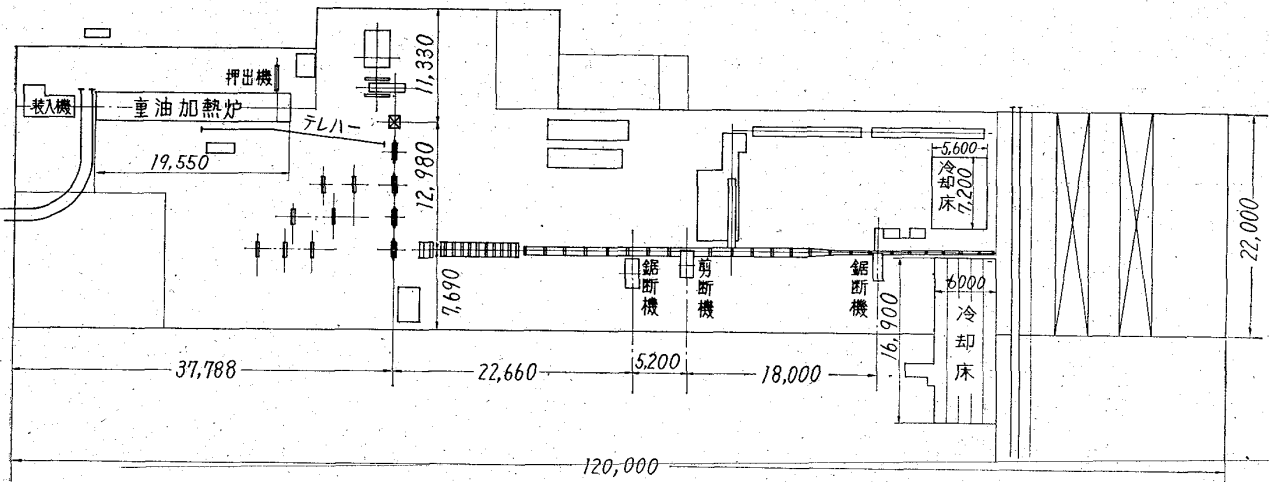 押出機
装入機
重油加熱炉
テレハー
19,550
11,330
12,980
7,690
鋸断機
剪断機
鋸断機
5,600
冷却床
7,200
6000
冷却床
16,900
22,000
37,788
22,660
5,200
18,000
120,000